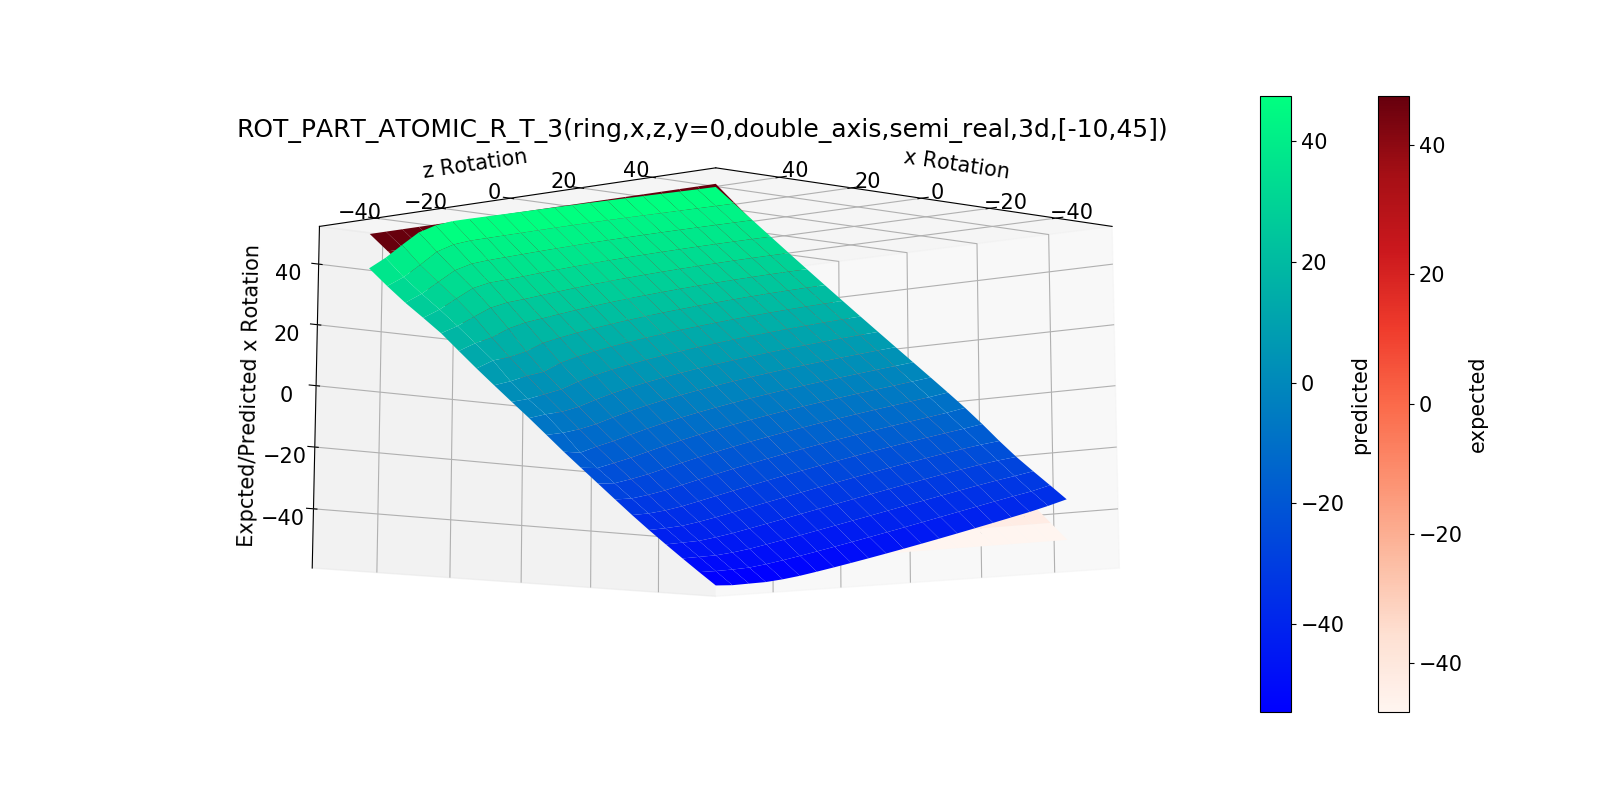 ROT_PART_ATOMIC_R_T_3(ring,x,z,y=0,double_axis,semi_real,3d,[-10,45])
z Rotation
x Rotation
−40 −20 0 20 40
40 20 0 −20 −40
Expcted/Predicted x Rotation
40
20
0
−20
−40
40
20
0
−20
−40
predicted
40
20
0
−20
−40
expected